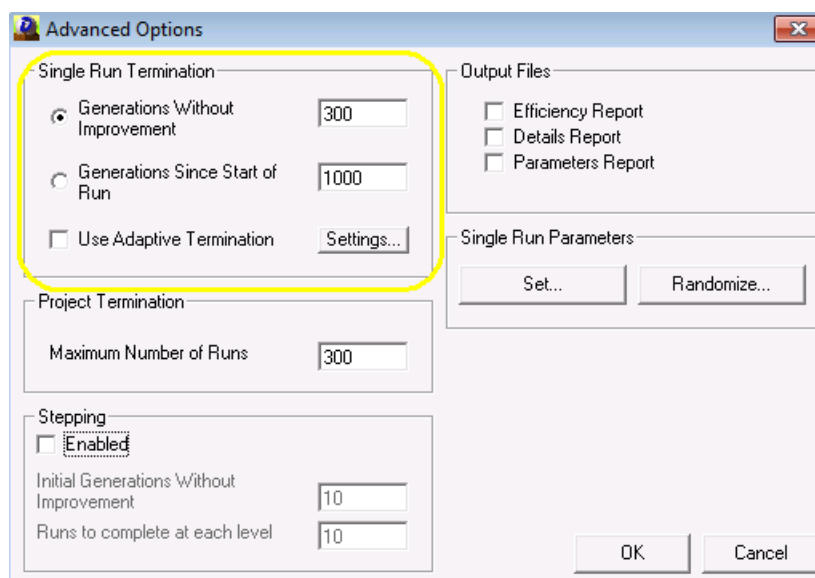 Advanced Options
Single Run Termination
Generations Without
Improvement
300
Generations Since Start of
Run
1000
Use Adaptive Termination
Settings...
Project Termination
Maximum Number of Runs
300
Stepping
Enabled
Initial Generations Without
Improvement
10
Runs to complete at each level
10
Output Files
Efficiency Report
Details Report
Parameters Report
Single Run Parameters
Set...
Randomize...
OK
Cancel